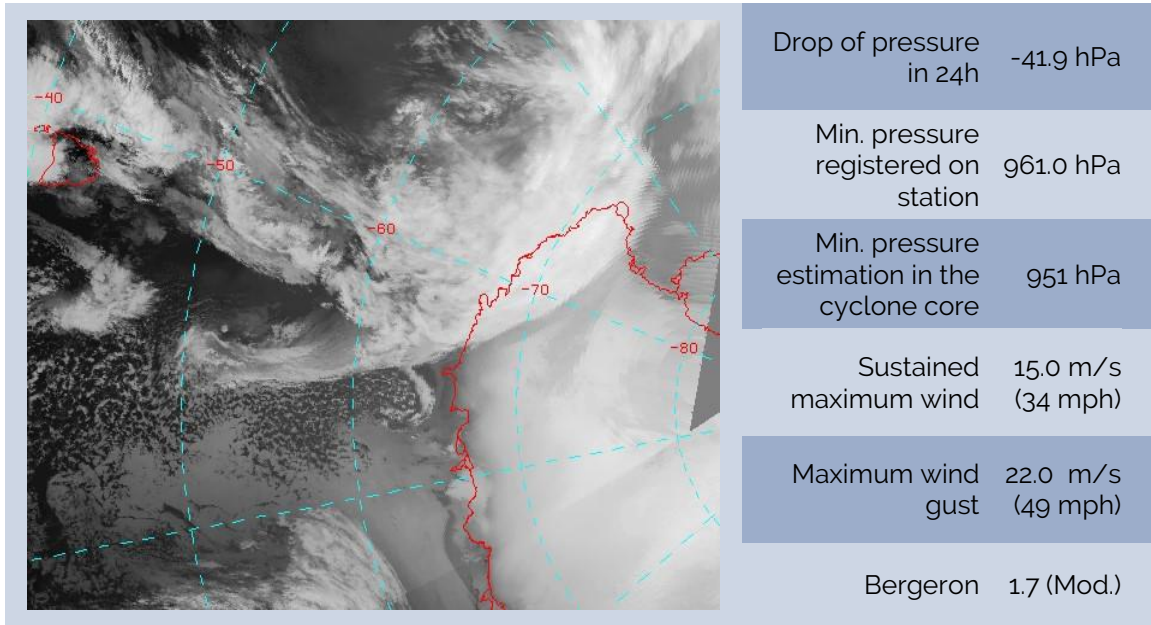 -40
-50
-60
-70
-80
Drop of pressure
in 24h
-41.9 hPa
Min. pressure
registered on
station
961.0 hPa
Min. pressure
estimation in the
cyclone core
951 hPa
Sustained
maximum wind
15.0 m/s
(34 mph)
Maximum wind
gust
22.0 m/s
(49 mph)
Bergeron
1.7 (Mod.)